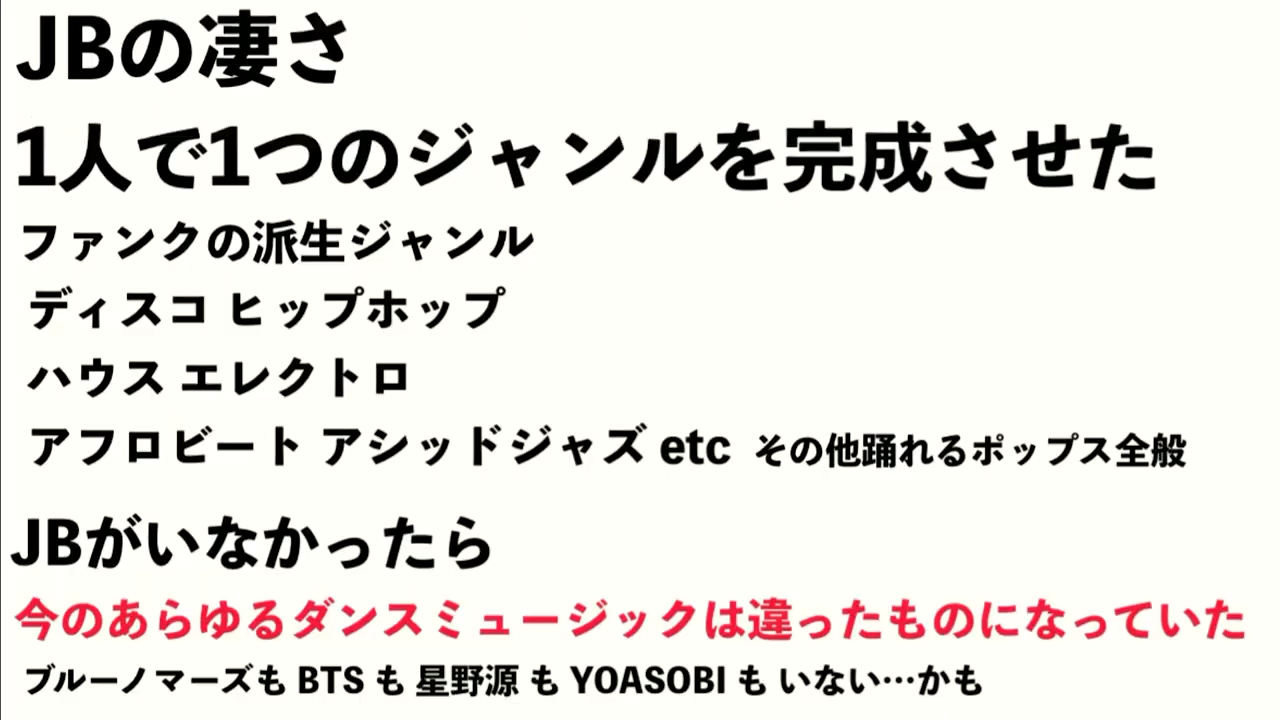 JBの凄さ
1人で1つのジャンルを完成させた
ファンクの派生ジャンル
ディスコ ヒップホップ
ハウス エレクトロ
アフロビート アシッドジャズ etc その他踊れるポップス全般
JBがいなかったら
今のあらゆるダンスミュージックは違ったものになっていた
ブルーノマーズも BTS も 星野源 も YOASOBI も いない…かも